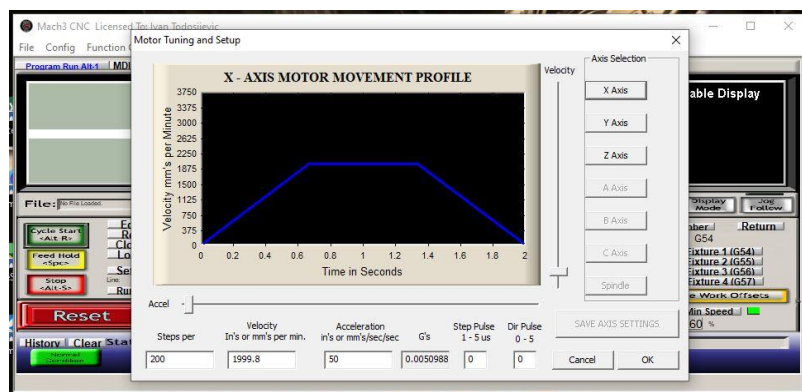 Mach3 CNC Licensed To: Ivan Todosijevic
File Config Function
Motor Tuning and Setup
Program Run Alt-1 MDI
able Display
X - AXIS MOTOR MOVEMENT PROFILE
Velocity mm's per Minute
3750
3375
3000
2625
2250
1875
1500
1125
750
375
0
0 0.2 0.4 0.6 0.8 1 1.2 1.4 1.6 1.8 2
Time in Seconds
Velocity
Accel
Axis Selection
X Axis
Y Axis
Z Axis
A Axis
B Axis
C Axis
Spindle
SAVE AXIS SETTINGS
Steps per
200
Velocity
In's or mm's per min.
1999.8
Acceleration
in's or mm's/sec/sec
50
G's
0.0050988
Step Pulse
1 - 5 us
0
Dir Pulse
0 - 5
0
Cancel OK
File: No File Loaded.
Cycle Start
<Alt-R>
Feed Hold
<Spc>
Stop
<Alt-S>
Reset
History Clear Stat
Normal
Condition
Line:
Display
Mode
Jog
Follow
Return
G54
Fixture 1 (G54)
Fixture 2 (G55)
Fixture 3 (G56)
Fixture 4 (G57)
e Work Offsets
Min Speed
60 %